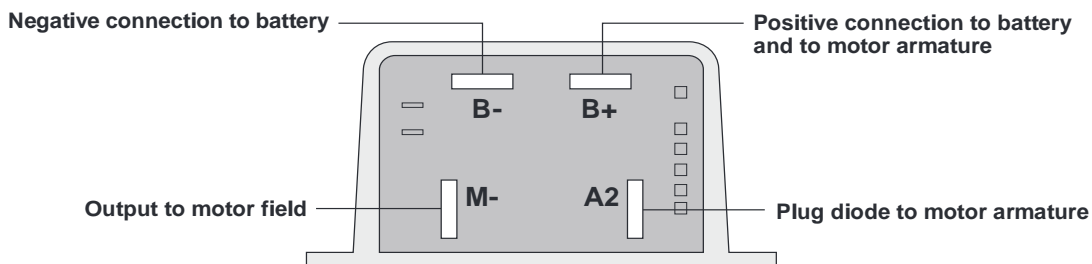 Negative connection to battery
Positive connection to battery
and to motor armature
B-
B+
Output to motor field
M-
A2
Plug diode to motor armature